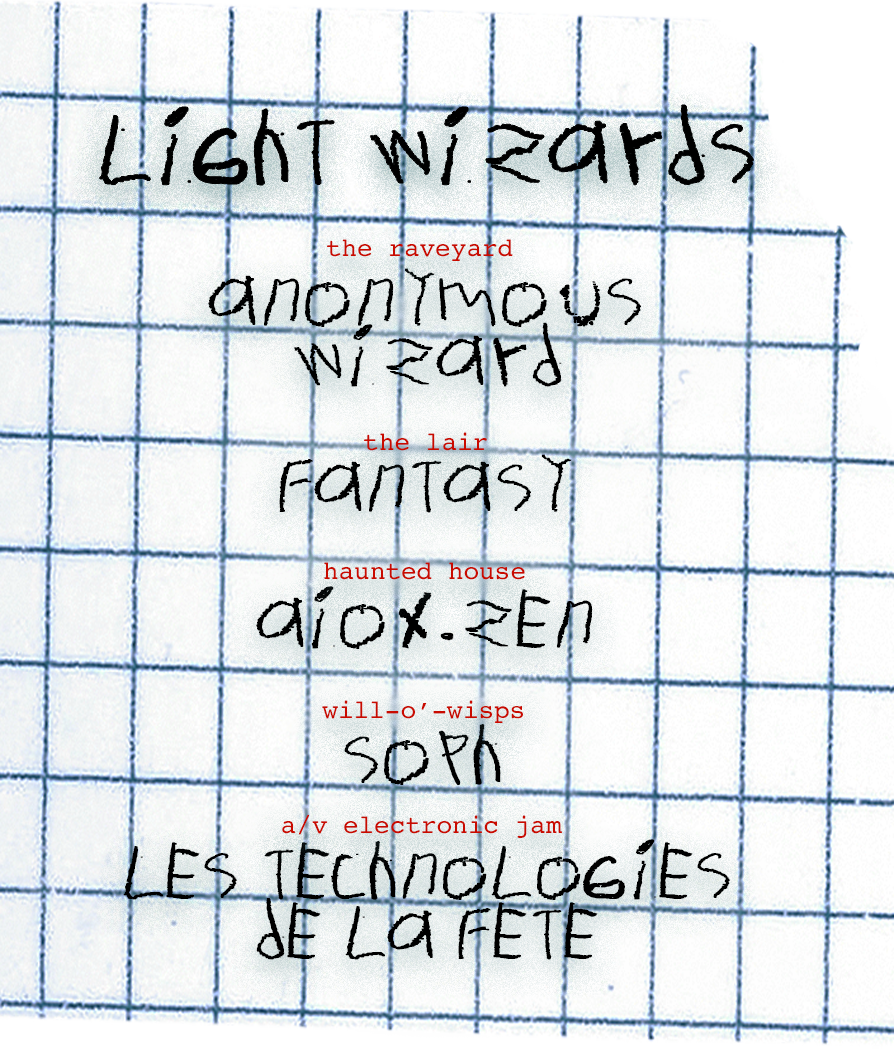 Light wizards
the raveyard
anonymous
wizard
the lair
Fantasy
haunted house
aiox.zEn
will-o’-wisps
soph
a/v electronic jam
LES TEchnoLoGiES
dE La FETE